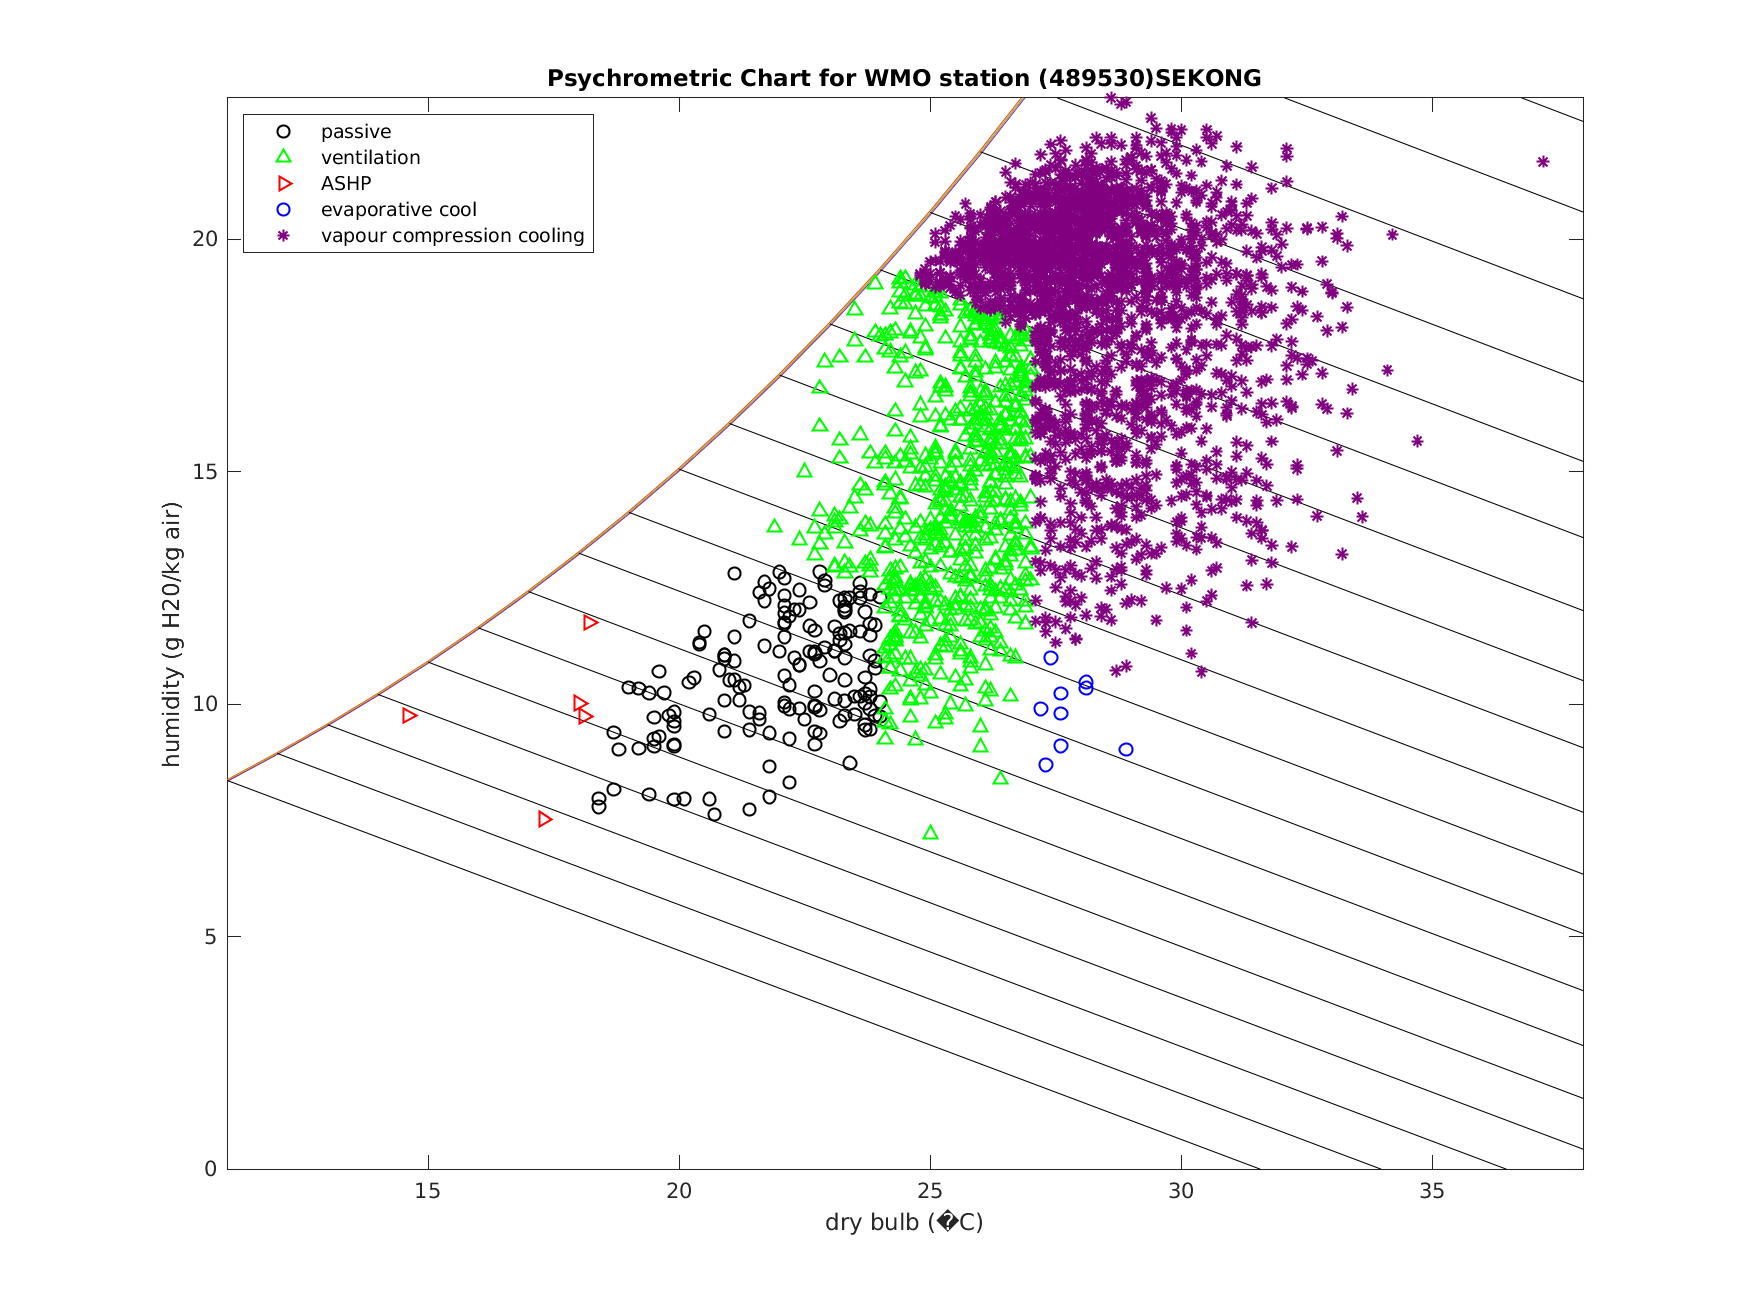 Psychrometric Chart for WMO station (489530)SEKONG
passive
ventilation
ASHP
evaporative cool
vapour compression cooling
humidity (g H20/kg air)
20
15
10
5
0
15
20
25
30
35
dry bulb (�C)